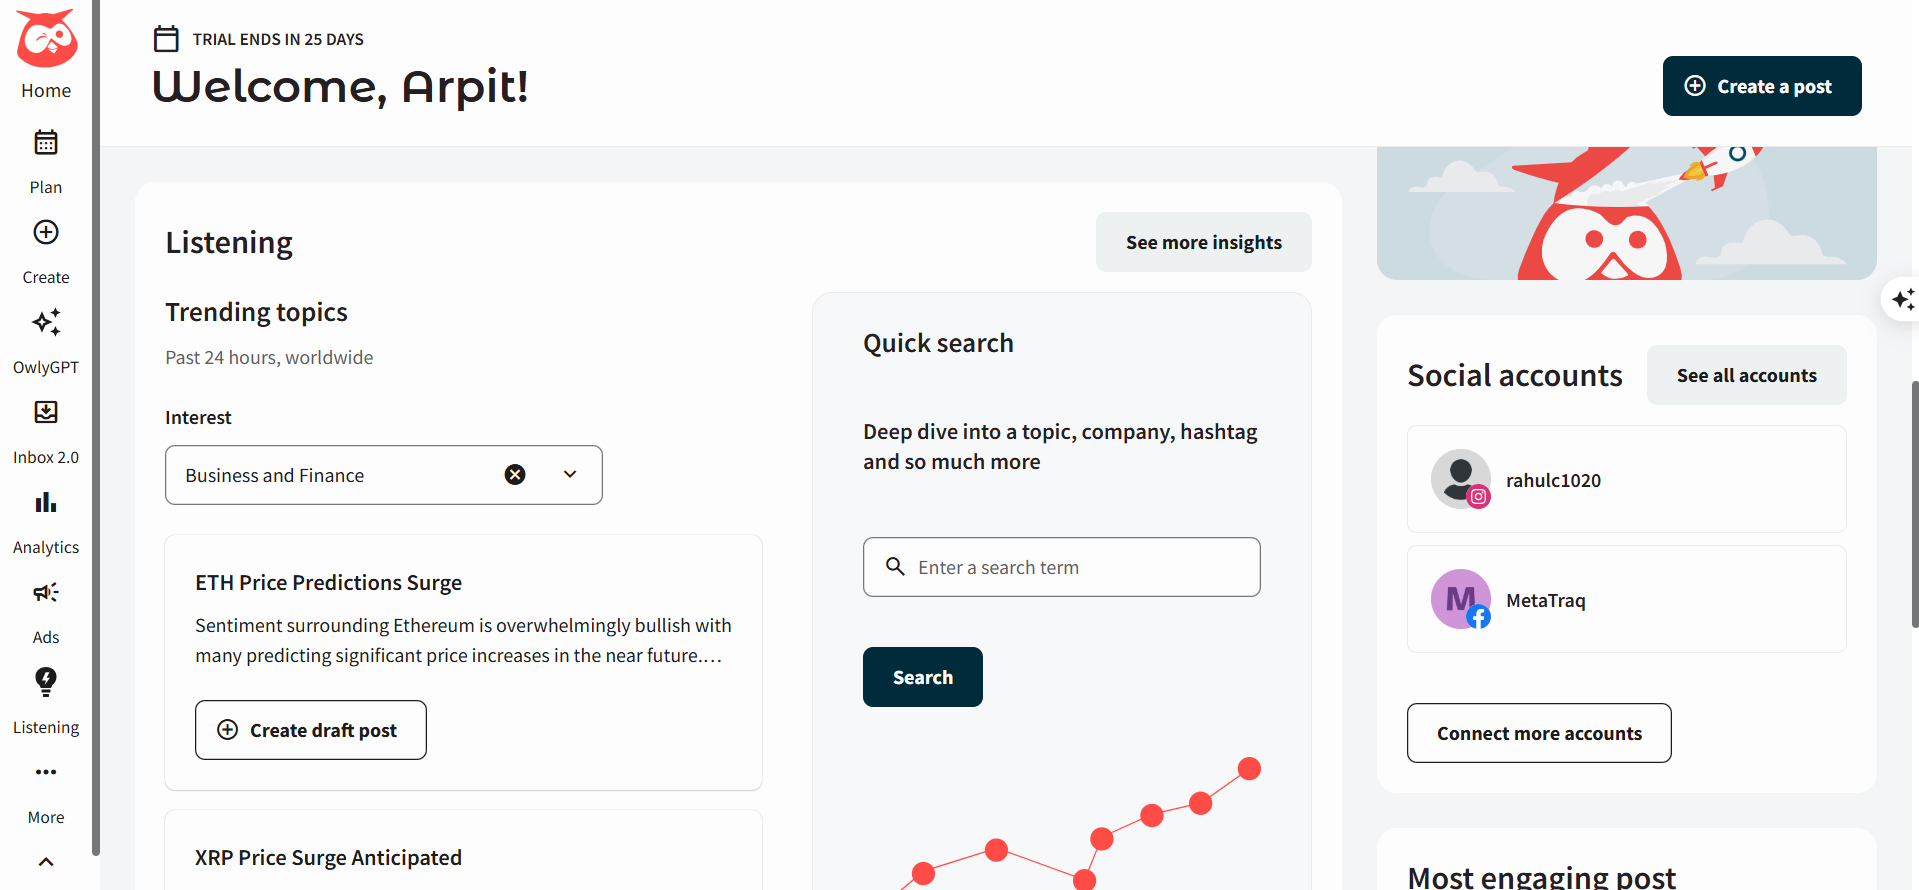 Home
Plan
Create
OwlyGPT
Inbox 2.0
Analytics
Ads
Listening
More
TRIAL ENDS IN 25 DAYS
Welcome, Arpit!
Create a post
Listening
See more insights
Trending topics
Past 24 hours, worldwide
Interest
Business and Finance
ETH Price Predictions Surge
Sentiment surrounding Ethereum is overwhelmingly bullish with
many predicting significant price increases in the near future....
Create draft post
XRP Price Surge Anticipated
Quick search
Deep dive into a topic, company, hashtag
and so much more
Enter a search term
Search
Social accounts
See all accounts
rahulc1020
M
MetaTraq
Connect more accounts
Most engaging post